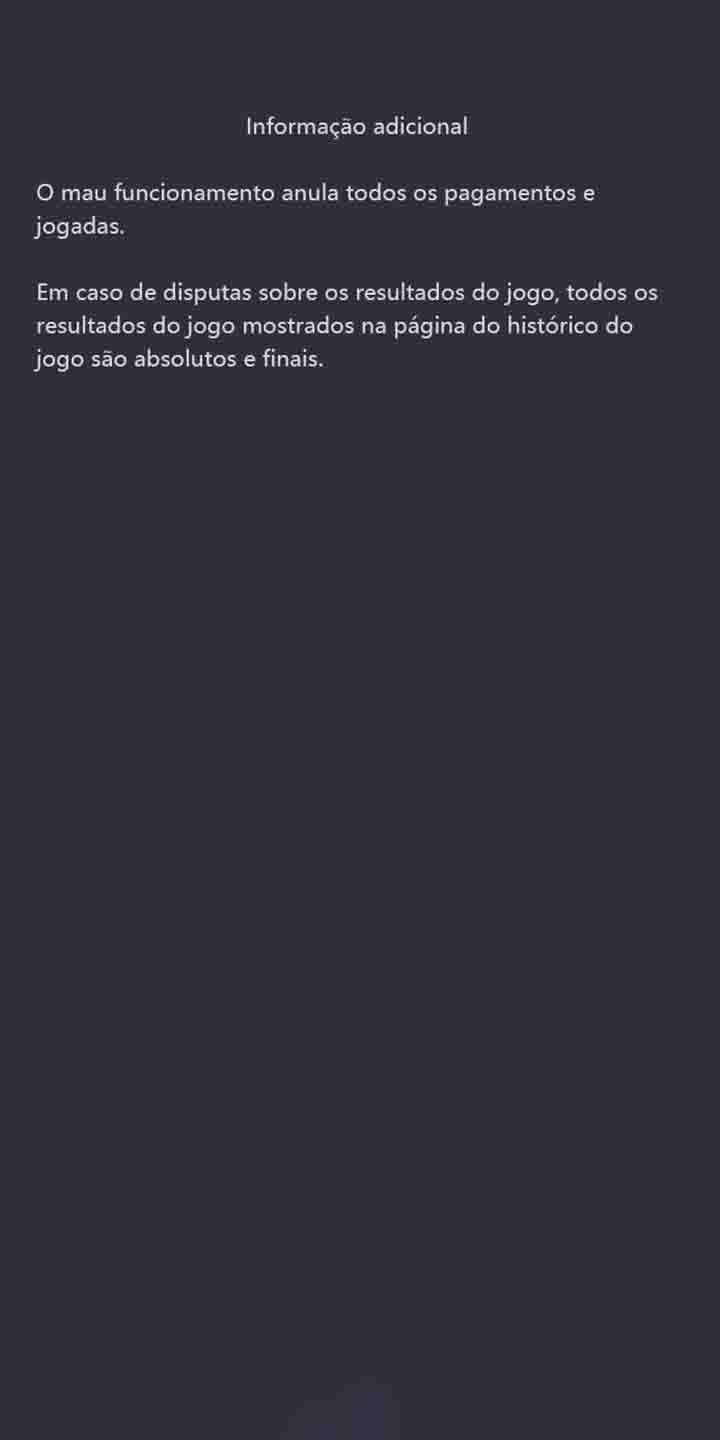 Informação adicional
O mau funcionamento anula todos os pagamentos e
jogadas.
Em caso de disputas sobre os resultados do jogo, todos os
resultados do jogo mostrados na página do histórico do
jogo são absolutos e finais.